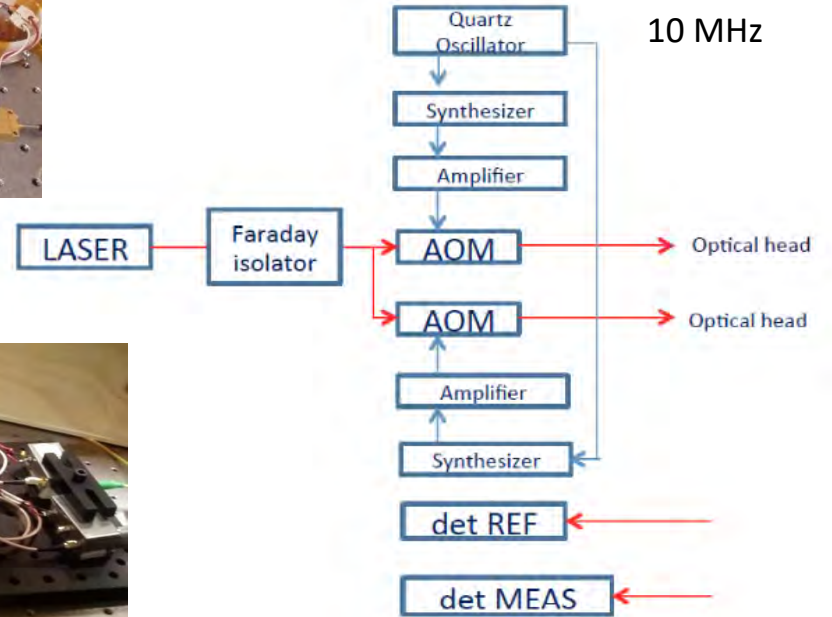 Quartz
Oscillator
10 MHz
Synthesizer
Amplifier
LASER
Faraday
isolator
AOM
Optical head
AOM
Optical head
Amplifier
Synthesizer
det REF
det MEAS